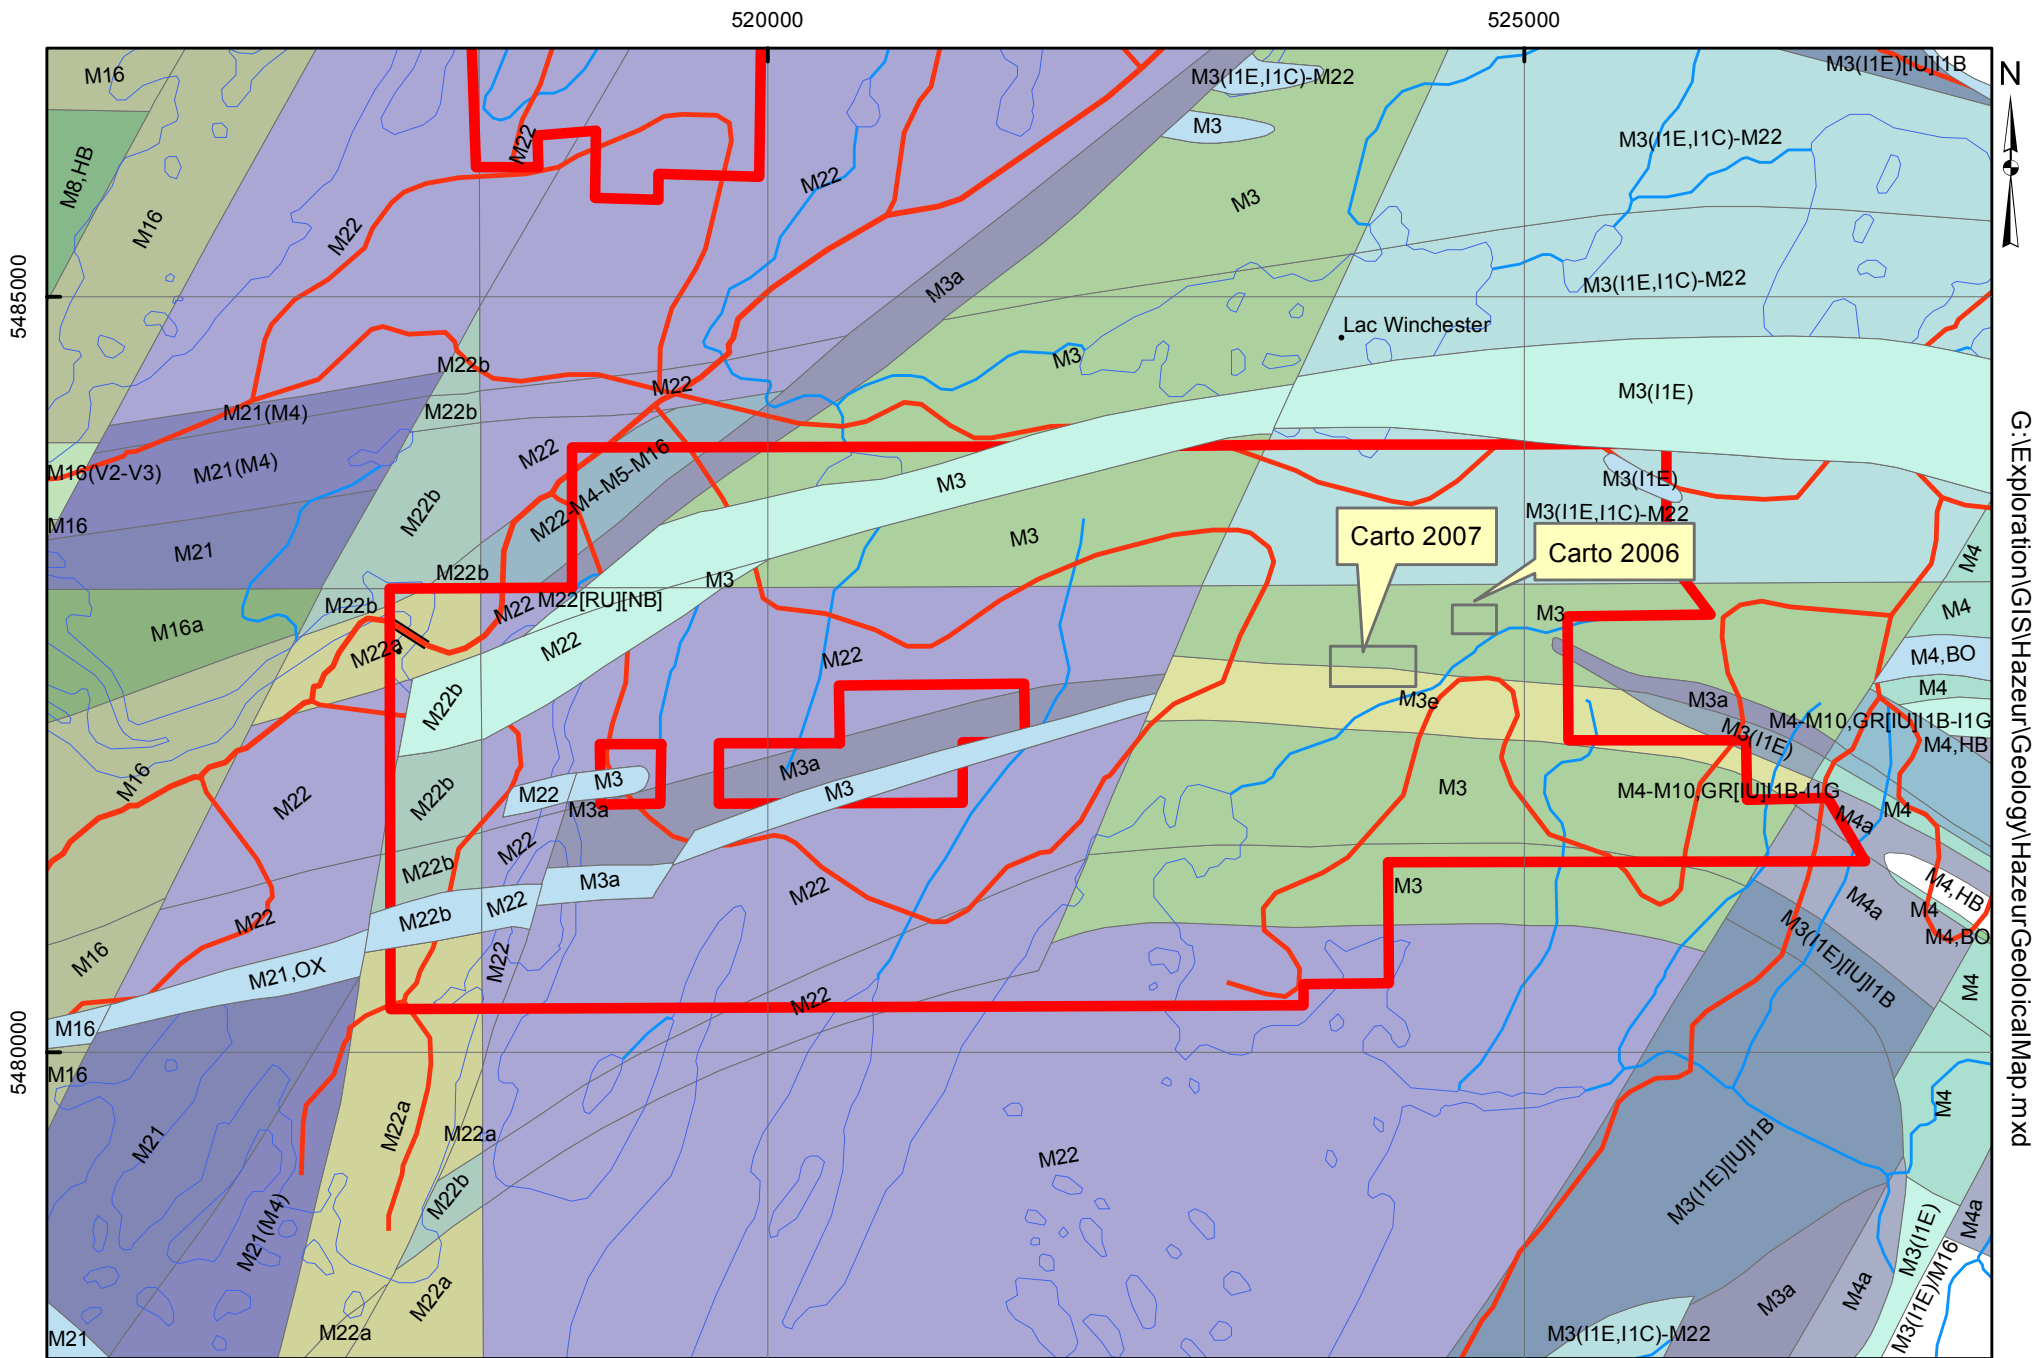 520000
525000
M16
M3(I1E,I1C)-M22
M3(I1E)[IU]I1B
N
M22
M3
M3(I1E,I1C)-M22
M8,HB
M22
M16
M22
M3
M3a
M3(I1E,I1C)-M22
5485000
Lac Winchester
M22b
M22
M3
M3(I1E)
M21(M4)
M22b
M22
M16(V2-V3)
M21(M4)
M22-M4-M5-M16
M3
M3(I1E)
M16
M22b
M3(I1E,I1C)-M22
M21
M3
Carto 2007
Carto 2006
M4
M22b
M3
M22b
M22
M22[RU][NB]
M3
M4
M16a
M22a
M22
M22
M4,BO
M4
M22b
M3e
M3a
M4-M10,GR[IU]I1B-I1G
M3(I1E)
M4,HB
M16
M22
M22b
M22
M3
M3a
M3
M3
M4-M10,GR[IU]I1B-I1G
M3a
M4
M4a
M22
M22b
M3a
M22
M3
M4,HB
M4a
M22
M22b
M22
M4
M3(I1E)[IU]I1B
M4,BO
M16
M21,OX
M22
M22
M4
M16
5480000
M16
M21
M22a
M22a
M22
M4
M3(I1E)[IU]I1B
M22b
M21(M4)
M3(I1E)
M4a
M22a
M3a
M4a
M3(I1E)/M16
M21
M22a
M3(I1E,I1C)-M22
G:\Exploration\GIS\Hazeur\Geology\HazeurGeoloicalMap.mxd